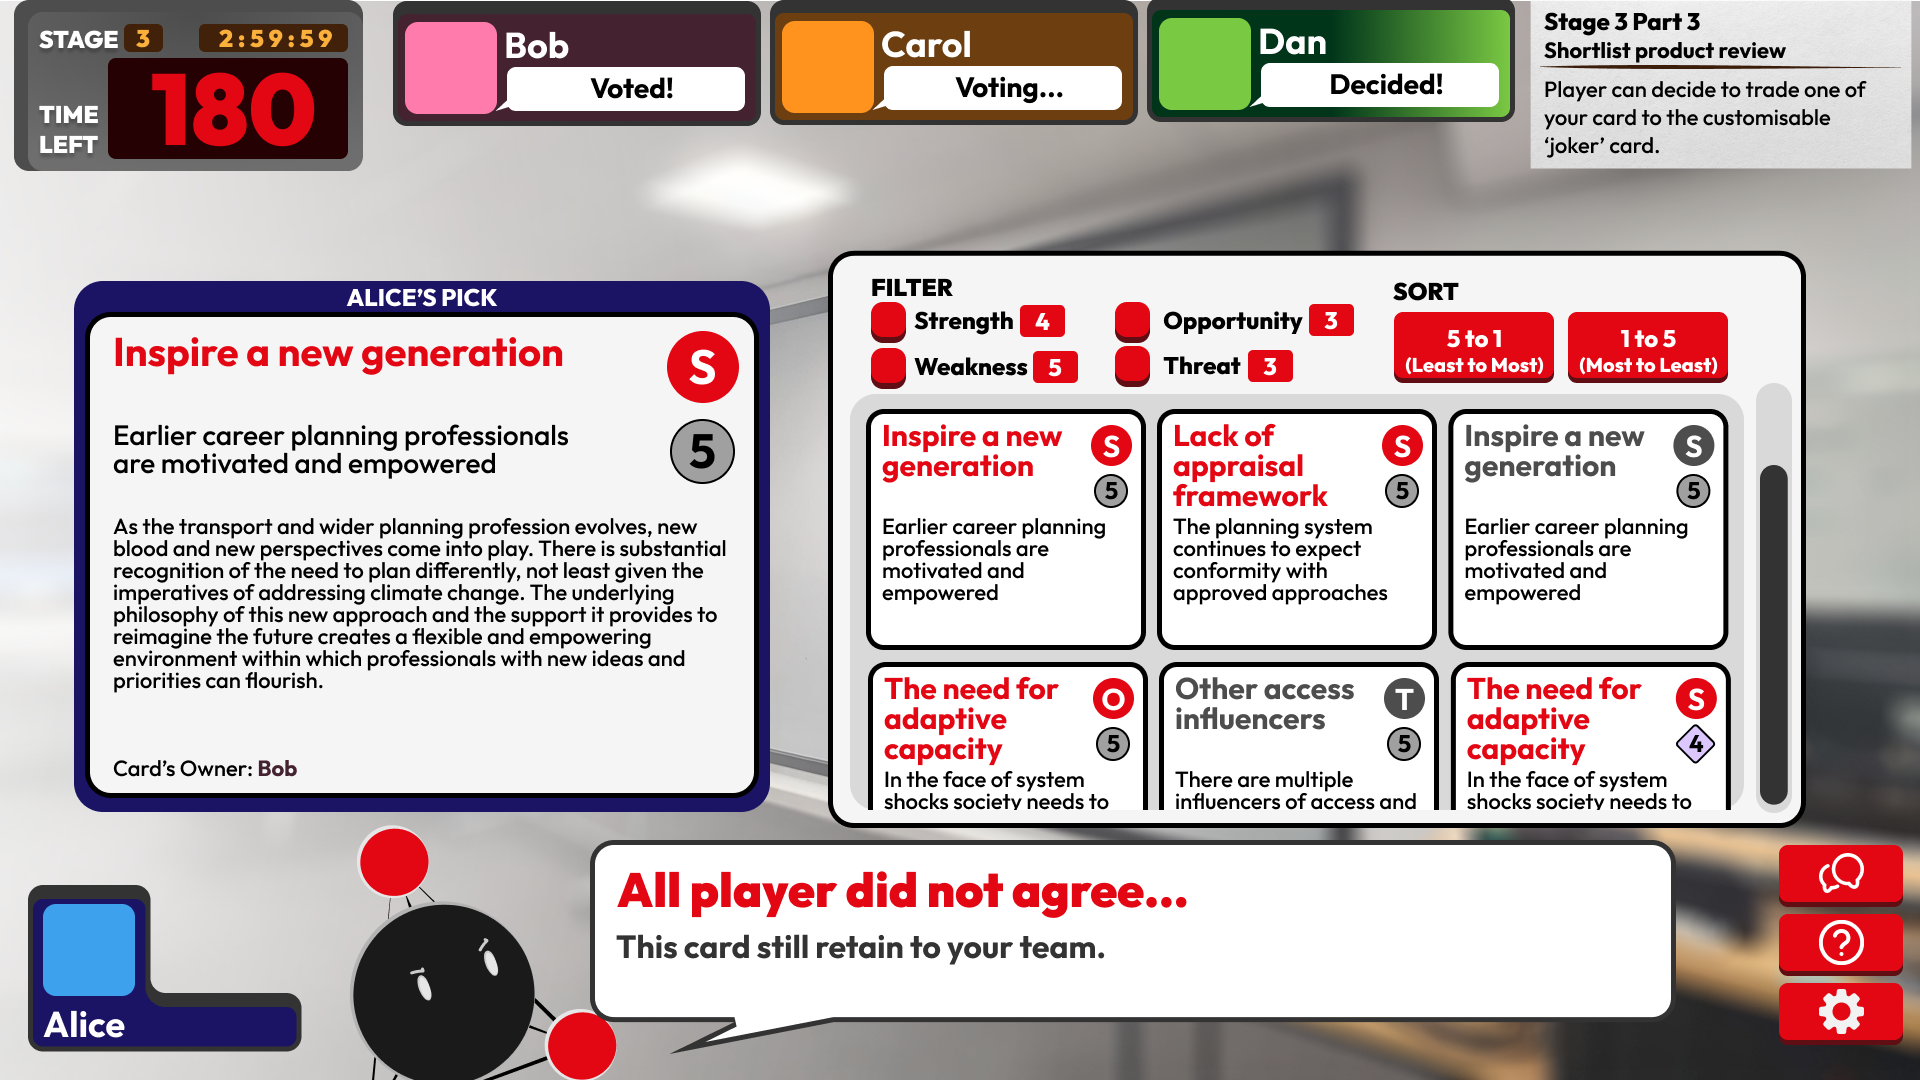 STAGE 3 2:59:59
TIME
LEFT
180
Bob
Voted!
Carol
Voting...
Dan
Decided!
Stage 3 Part 3
Shortlist product review
Player can decide to trade one of
your card to the customisable
‘joker’ card.
ALICE’S PICK
Inspire a new generation
S
Earlier career planning professionals
are motivated and empowered
5
As the transport and wider planning profession evolves, new
blood and new perspectives come into play. There is substantial
recognition of the need to plan differently, not least given the
imperatives of addressing climate change. The underlying
philosophy of this new approach and the support it provides to
reimagine the future creates a flexible and empowering
environment within which professionals with new ideas and
priorities can flourish.
Card’s Owner: Bob
FILTER
Strength 4
Opportunity 3
Weakness 5
Threat 3
SORT
5 to 1
(Least to Most)
1 to 5
(Most to Least)
Inspire a new
generation
S
5
Earlier career planning
professionals are
motivated and
empowered
Lack of
appraisal
framework
S
5
The planning system
continues to expect
conformity with
approved approaches
Inspire a new
generation
S
5
Earlier career planning
professionals are
motivated and
empowered
The need for
adaptive
capacity
O
5
In the face of system
shocks society needs to
Other access
influencers
T
5
There are multiple
influencers of access and
The need for
adaptive
capacity
S
4
In the face of system
shocks society needs to
All player did not agree...
This card still retain to your team.
Alice
?